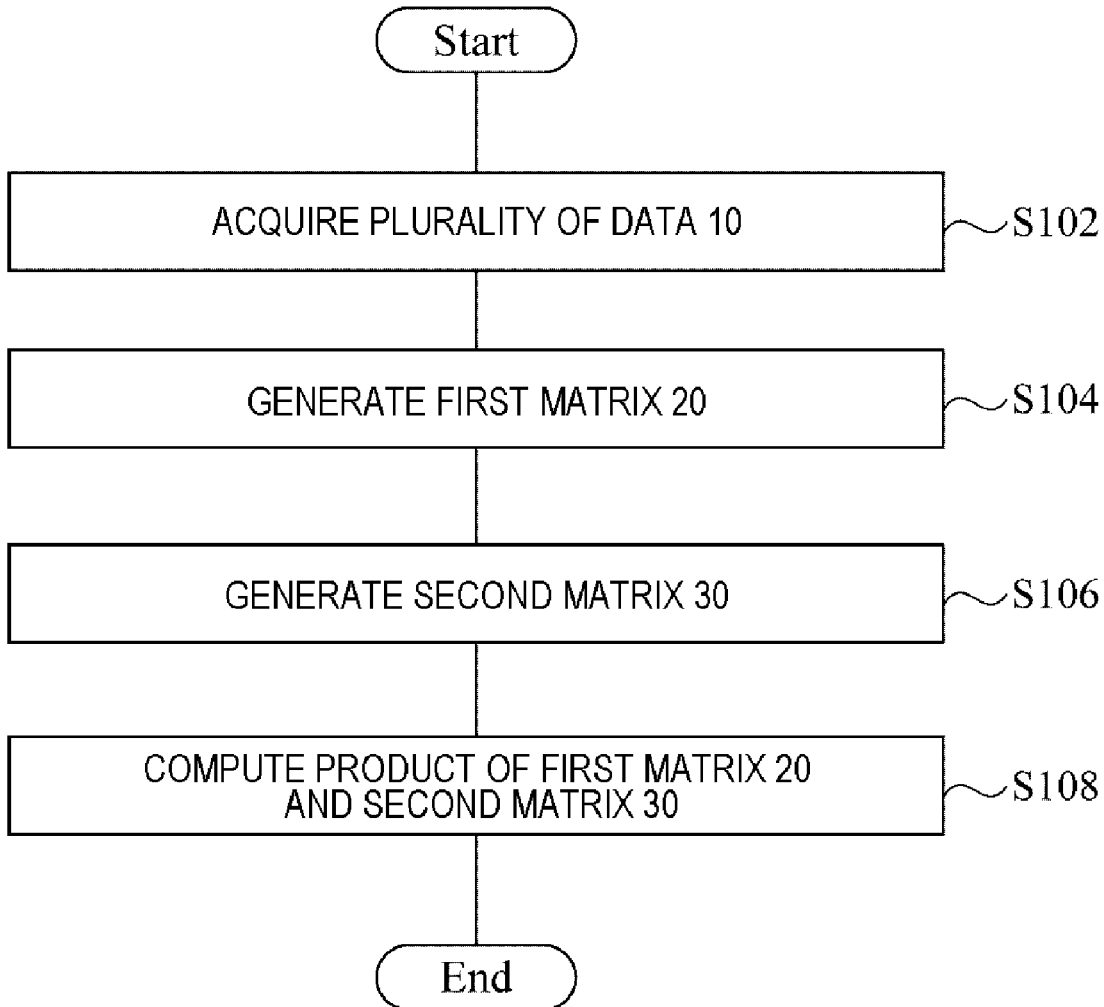 Start
ACQUIRE PLURALITY OF DATA 10
S102
GENERATE FIRST MATRIX 20
S104
GENERATE SECOND MATRIX 30
S106
COMPUTE PRODUCT OF FIRST MATRIX 20
AND SECOND MATRIX 30
S108
End